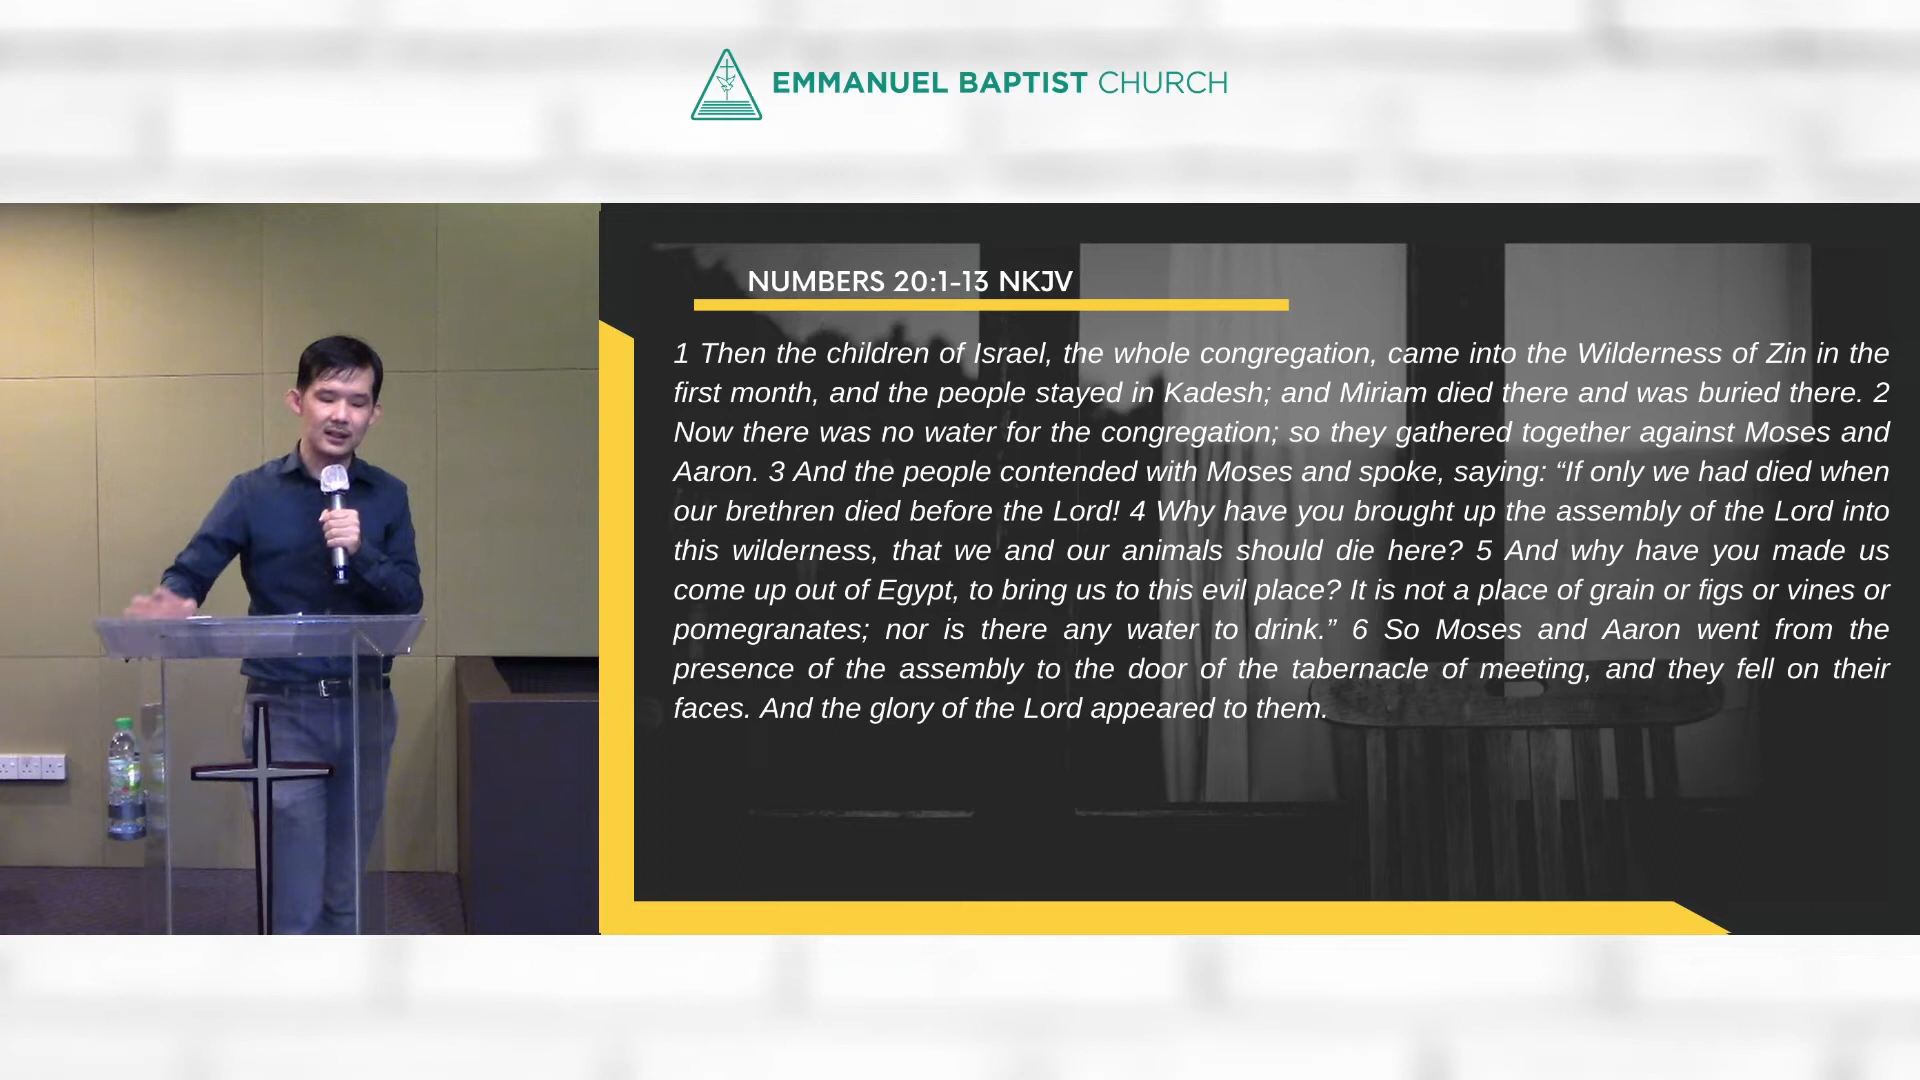 EMMANUEL BAPTIST CHURCH
NUMBERS 20:1-13 NKJV
1 Then the children of Israel, the whole congregation, came into the Wilderness of Zin in the
first month, and the people stayed in Kadesh; and Miriam died there and was buried there. 2
Now there was no water for the congregation; so they gathered together against Moses and
Aaron. 3 And the people contended with Moses and spoke, saying: “If only we had died when
our brethren died before the Lord! 4 Why have you brought up the assembly of the Lord into
this wilderness, that we and our animals should die here? 5 And why have you made us
come up out of Egypt, to bring us to this evil place? It is not a place of grain or figs or vines or
pomegranates; nor is there any water to drink.” 6 So Moses and Aaron went from the
presence of the assembly to the door of the tabernacle of meeting, and they fell on their
faces. And the glory of the Lord appeared to them.